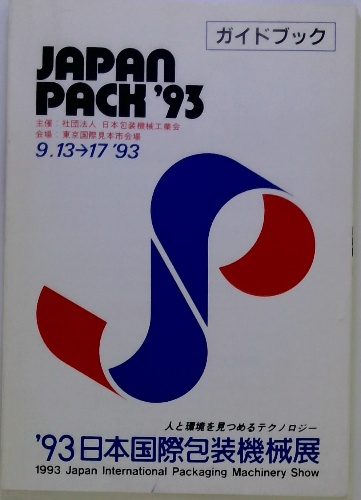 ガイドブック
JAPAN
PACK '93
主催：社団法人 日本包装機械工業会
会場：東京国際見本市会場
9.13→17 '93
人と環境を見つめるテクノロジー
'93日本国際包装機械展
1993 Japan International Packaging Machinery Show